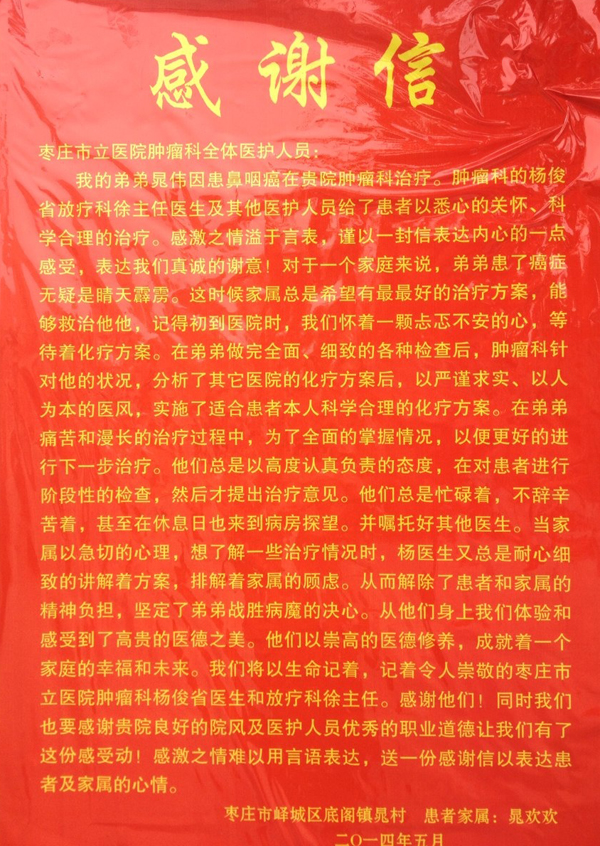 感谢信
枣庄市立医院肿瘤科全体医护人员：
我的弟弟晁伟因患鼻咽癌在贵院肿瘤科治疗。肿瘤科的杨俊
省放疗科徐主任医生及其他医护人员给了患者以悉心的关怀、科
学合理的治疗。感激之情溢于言表，谨以一封信表达内心的一点
感受，表达我们真诚的谢意！对于一个家庭来说，弟弟患了癌症
无疑是晴天霹雳。这时候家属总是希望有最最好的治疗方案，能
够救治他他，记得初到医院时，我们怀着一颗忐忑不安的心，等
待着化疗方案。在弟弟做完全面、细致的各种检查后，肿瘤科针
对他的状况，分析了其它医院的化疗方案后，以严谨求实、以人
为本的医风，实施了适合患者本人科学合理的化疗方案。在弟弟
痛苦和漫长的治疗过程中，为了全面的掌握情况，以便更好的进
行下一步治疗。他们总是以高度认真负责的态度，在对患者进行
阶段性的检查，然后才提出治疗意见。他们总是忙碌着，不辞辛
苦着，甚至在休息日也来到病房探望。并嘱托好其他医生。当家
属以急切的心理，想了解一些治疗情况时，杨医生又总是耐心细
致的讲解着方案，排解着家属的顾虑。从而解除了患者和家属的
精神负担，坚定了弟弟战胜病魔的决心。从他们身上我们体验和
感受到了高贵的医德之美。他们以崇高的医德修养，成就着一个
家庭的幸福和未来。我们将以生命记着，记着令人崇敬的枣庄市
立医院肿瘤科杨俊省医生和放疗科徐主任。感谢他们！同时我们
也要感谢贵院良好的院风及医护人员优秀的职业道德让我们有了
这份感受动！感激之情难以用言语表达，送一份感谢信以表达患
者及家属的心情。
枣庄市峄城区底阁镇晁村　患者家属：晁欢欢
二〇一四年五月